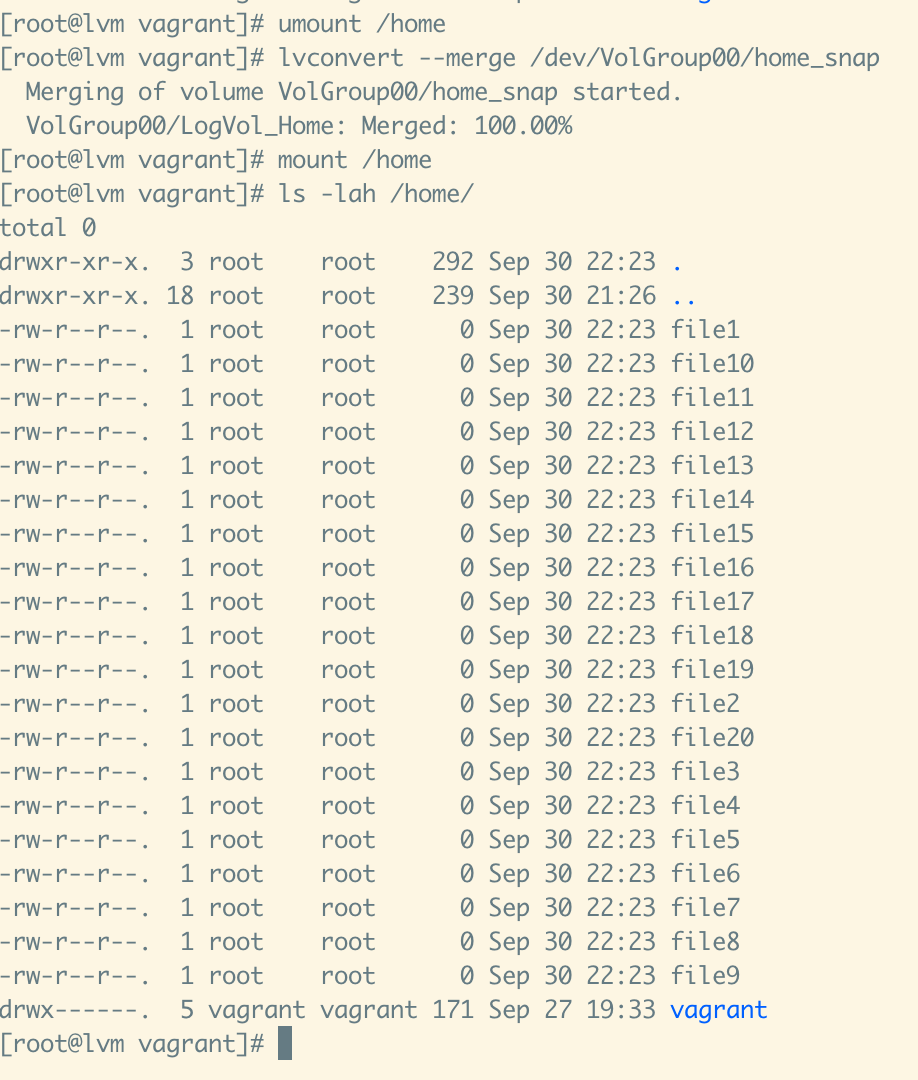 [root@lvm vagrant]# umount /home
[root@lvm vagrant]# lvconvert --merge /dev/VolGroup00/home_snap
  Merging of volume VolGroup00/home_snap started.
  VolGroup00/LogVol_Home: Merged: 100.00%
[root@lvm vagrant]# mount /home
[root@lvm vagrant]# ls -lah /home/
total 0
drwxr-xr-x.  3 root    root    292 Sep 30 22:23 .
drwxr-xr-x. 18 root    root    239 Sep 30 21:26 ..
-rw-r--r--.  1 root    root      0 Sep 30 22:23 file1
-rw-r--r--.  1 root    root      0 Sep 30 22:23 file10
-rw-r--r--.  1 root    root      0 Sep 30 22:23 file11
-rw-r--r--.  1 root    root      0 Sep 30 22:23 file12
-rw-r--r--.  1 root    root      0 Sep 30 22:23 file13
-rw-r--r--.  1 root    root      0 Sep 30 22:23 file14
-rw-r--r--.  1 root    root      0 Sep 30 22:23 file15
-rw-r--r--.  1 root    root      0 Sep 30 22:23 file16
-rw-r--r--.  1 root    root      0 Sep 30 22:23 file17
-rw-r--r--.  1 root    root      0 Sep 30 22:23 file18
-rw-r--r--.  1 root    root      0 Sep 30 22:23 file19
-rw-r--r--.  1 root    root      0 Sep 30 22:23 file2
-rw-r--r--.  1 root    root      0 Sep 30 22:23 file20
-rw-r--r--.  1 root    root      0 Sep 30 22:23 file3
-rw-r--r--.  1 root    root      0 Sep 30 22:23 file4
-rw-r--r--.  1 root    root      0 Sep 30 22:23 file5
-rw-r--r--.  1 root    root      0 Sep 30 22:23 file6
-rw-r--r--.  1 root    root      0 Sep 30 22:23 file7
-rw-r--r--.  1 root    root      0 Sep 30 22:23 file8
-rw-r--r--.  1 root    root      0 Sep 30 22:23 file9
drwx------.  5 vagrant vagrant 171 Sep 27 19:33 vagrant
[root@lvm vagrant]#